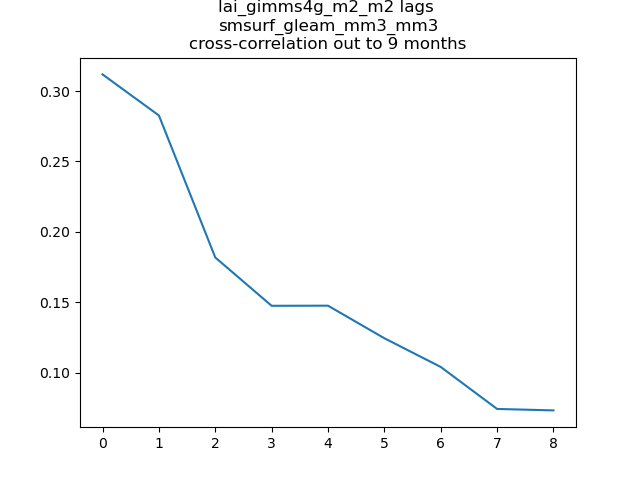 lai_gimms4g_m2_m2 lags
smsurf_gleam_mm3_mm3
cross-correlation out to 9 months
0.30
0.25
0.20
0.15
0.10
0 1 2 3 4 5 6 7 8